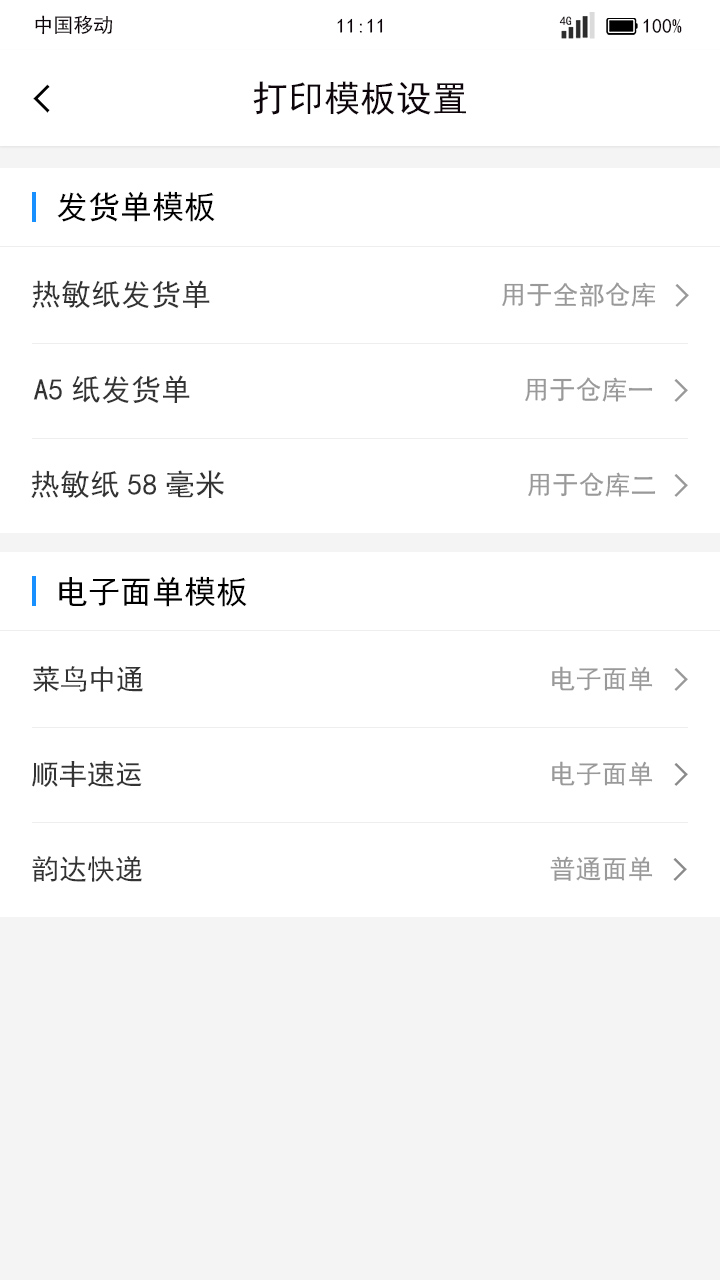 中国移动 11:11 4G 100%
打印模板设置
发货单模板
热敏纸发货单 用于全部仓库
A5 纸发货单 用于仓库一
热敏纸 58 毫米 用于仓库二
电子面单模板
菜鸟中通 电子面单
顺丰速运 电子面单
韵达快递 普通面单